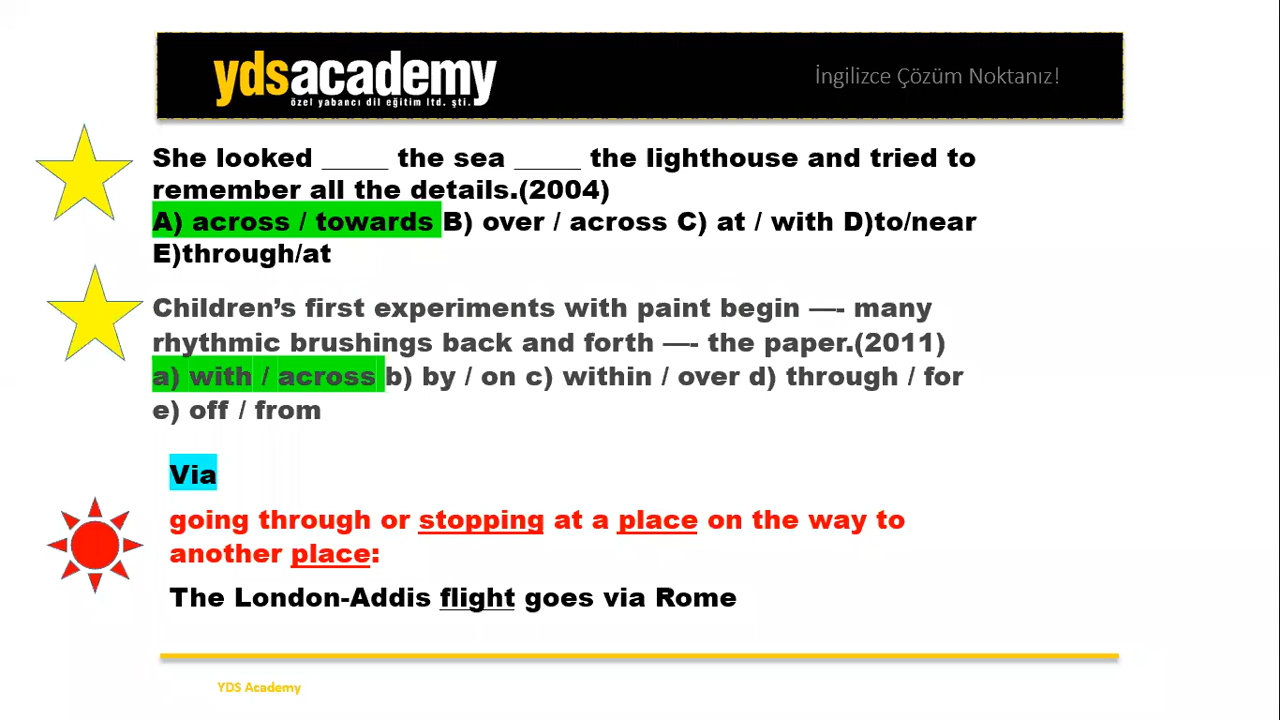 ydsacademy
özel yabancı dil eğitim ltd. şti.
İngilizce Çözüm Noktanız!
She looked _____ the sea _____ the lighthouse and tried to
remember all the details.(2004)
A) across / towards B) over / across C) at / with D)to/near
E)through/at
Children’s first experiments with paint begin —- many
rhythmic brushings back and forth —- the paper.(2011)
a) with / across b) by / on c) within / over d) through / for
e) off / from
Via
going through or stopping at a place on the way to
another place:
The London-Addis flight goes via Rome
YDS Academy